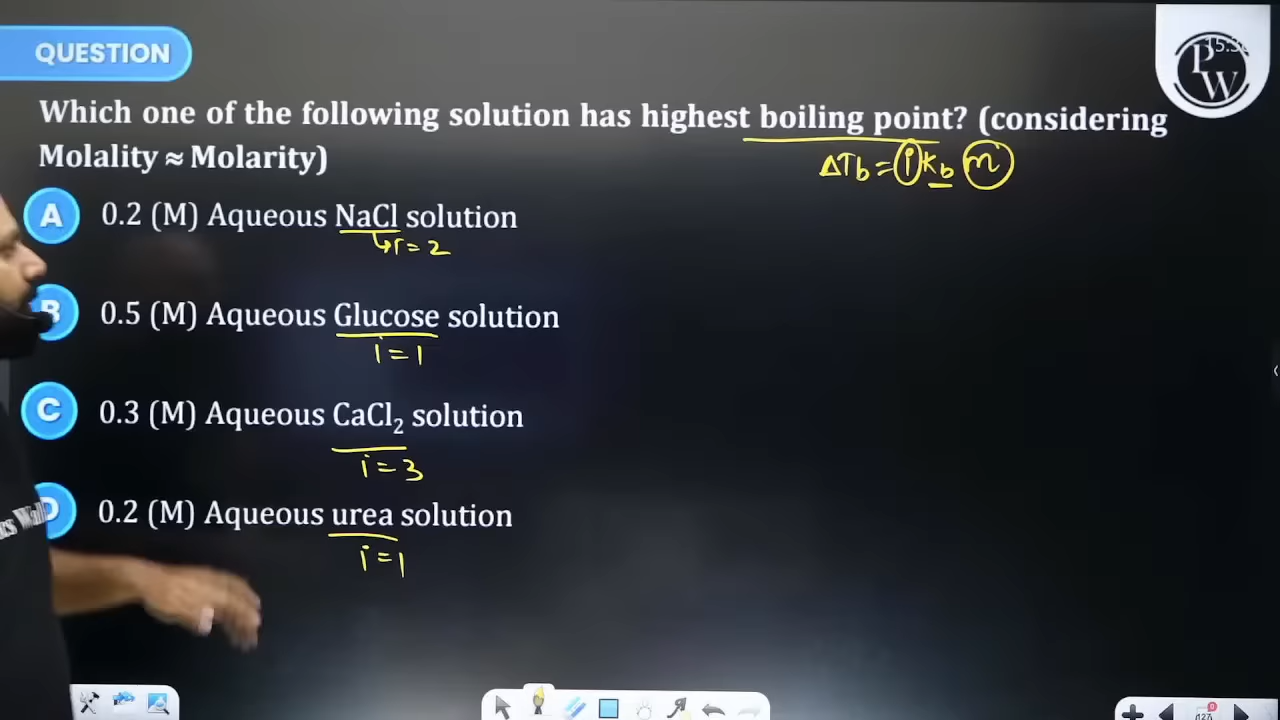 QUESTION
PW
Which one of the following solution has highest boiling point? (considering
Molality ≈ Molarity)
ΔTb = i Kb m
A 0.2 (M) Aqueous NaCl solution
↳ i = 2
B 0.5 (M) Aqueous Glucose solution
i = 1
C 0.3 (M) Aqueous CaCl₂ solution
i = 3
D 0.2 (M) Aqueous urea solution
i = 1